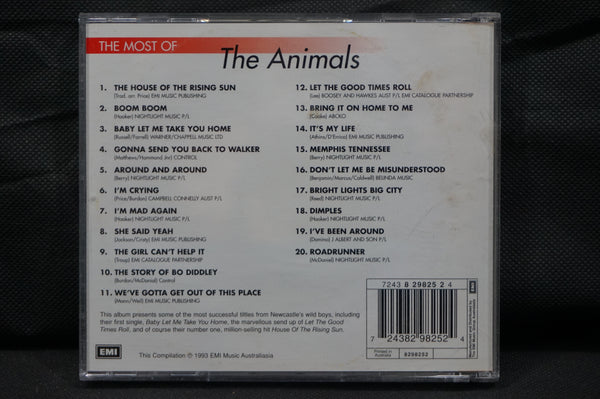 THE MOST OF
The Animals
1. THE HOUSE OF THE RISING SUN
(Trad. arr. Price) EMI MUSIC PUBLISHING
2. BOOM BOOM
(Hooker) NIGHTLIGHT MUSIC P/L
3. BABY LET ME TAKE YOU HOME
(Russell/Farrell) WARNER/CHAPPELL MUSIC LTD
4. GONNA SEND YOU BACK TO WALKER
(Matthews/Hammond Jnr) CONTROL
5. AROUND AND AROUND
(Berry) NIGHTLIGHT MUSIC P/L
6. I'M CRYING
(Price/Burdon) CAMPBELL CONNELLY AUST P/L
7. I'M MAD AGAIN
(Hooker) NIGHTLIGHT MUSIC P/L
8. SHE SAID YEAH
(Jackson/Cristy) EMI MUSIC PUBLISHING
9. THE GIRL CAN'T HELP IT
(Troup) EMI CATALOGUE PARTNERSHIP
10. THE STORY OF BO DIDDLEY
(Burdon/McDaniel) Control
11. WE'VE GOTTA GET OUT OF THIS PLACE
(Mann/Weil) EMI MUSIC PUBLISHING
12. LET THE GOOD TIMES ROLL
(Lee) BOOSEY AND HAWKES AUST P/L EMI CATALOGUE PARTNERSHIP
13. BRING IT ON HOME TO ME
(Cooke) ABCKO
14. IT'S MY LIFE
(Atkins/D'Errico) EMI MUSIC PUBLISHING
15. MEMPHIS TENNESSEE
(Berry) NIGHTLIGHT MUSIC P/L
16. DON'T LET ME BE MISUNDERSTOOD
(Benjamin/Marcus/Caldwell) BELINDA MUSIC
17. BRIGHT LIGHTS BIG CITY
(Reed) NIGHTLIGHT MUSIC P/L
18. DIMPLES
(Hooker) NIGHTLIGHT MUSIC P/L
19. I'VE BEEN AROUND
(Domino) J ALBERT AND SON P/L
20. ROADRUNNER
(McDaniel) NIGHTLIGHT MUSIC P/L
This album presents some of the most successful titles from Newcastle's wild boys, including
their first single, Baby Let Me Take You Home, the marvellous send up of Let The Good
Times Roll, and of course their number one, million-selling hit House Of The Rising Sun.
EMI
This Compilation ℗ 1993 EMI Music Australiasia
7243 8 29825 2 4
7 24382 98252 4
Printed in
Australia
8298252
EMI